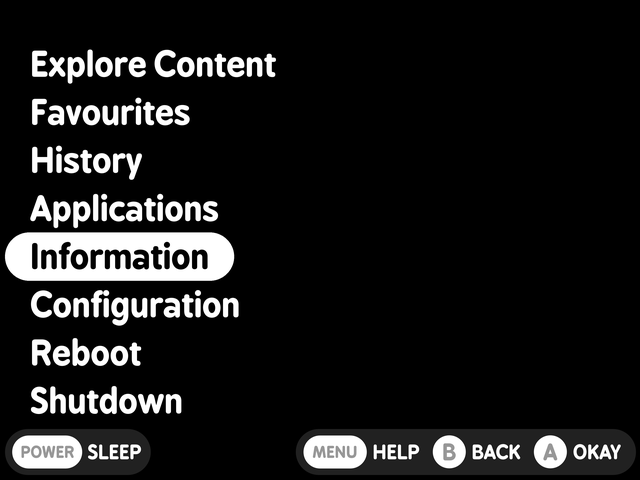 Explore Content
Favourites
History
Applications
Information
Configuration
Reboot
Shutdown
POWER SLEEP MENU HELP B BACK A OKAY